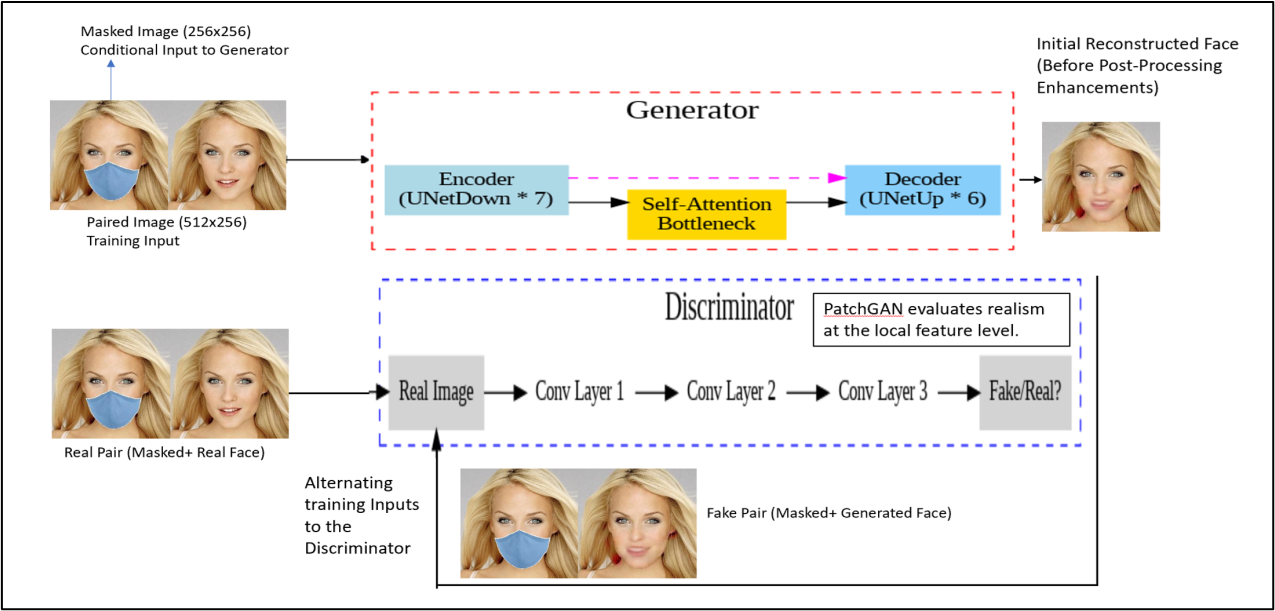 Masked Image (256x256)
Conditional Input to Generator
Paired Image (512x256)
Training Input
Generator
Encoder
(UNetDown * 7)
Self-Attention
Bottleneck
Decoder
(UNetUp * 6)
Initial Reconstructed Face
(Before Post-Processing
Enhancements)
Discriminator
PatchGAN evaluates realism
at the local feature level.
Real Image
Conv Layer 1
Conv Layer 2
Conv Layer 3
Fake/Real?
Real Pair (Masked+ Real Face)
Alternating
training Inputs
to the
Discriminator
Fake Pair (Masked+ Generated Face)